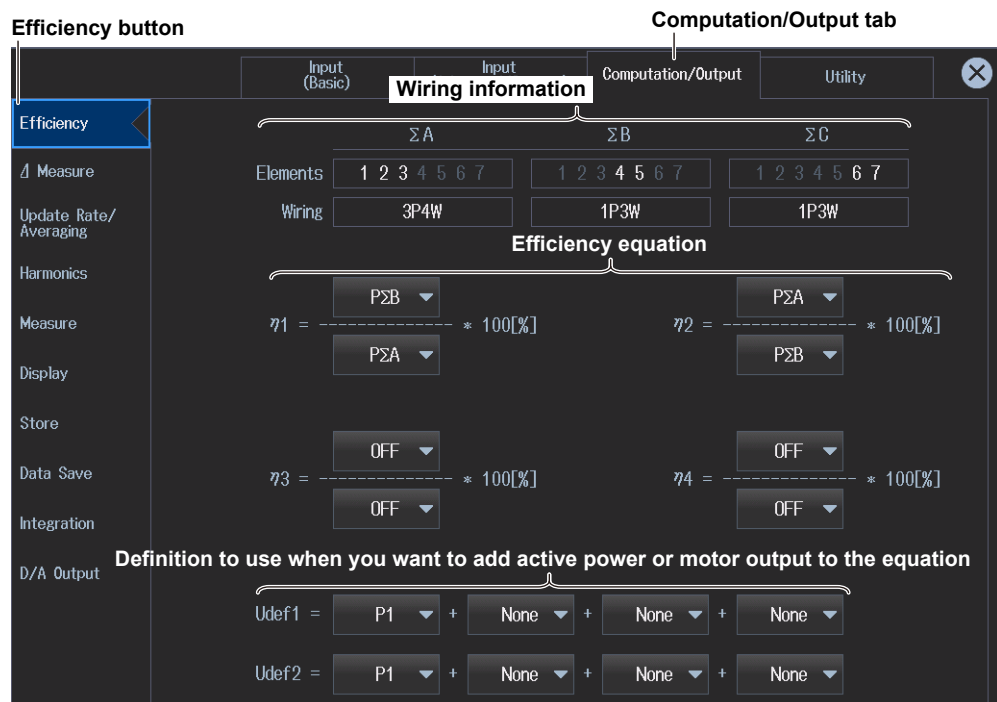 Efficiency button
Computation/Output tab
Input
(Basic)
Input
Computation/Output
Utility
Wiring information
Efficiency
Δ Measure
Update Rate/
Averaging
Harmonics
Measure
Display
Store
Data Save
Integration
D/A Output
ΣA ΣB ΣC
Elements 1 2 3 4 5 6 7 1 2 3 4 5 6 7 1 2 3 4 5 6 7
Wiring 3P4W 1P3W 1P3W
Efficiency equation
PΣB PΣA
η1 = ------------- * 100[%] η2 = ------------- * 100[%]
PΣA PΣB
OFF OFF
η3 = ------------- * 100[%] η4 = ------------- * 100[%]
OFF OFF
Definition to use when you want to add active power or motor output to the equation
Udef1 = P1 + None + None + None
Udef2 = P1 + None + None + None